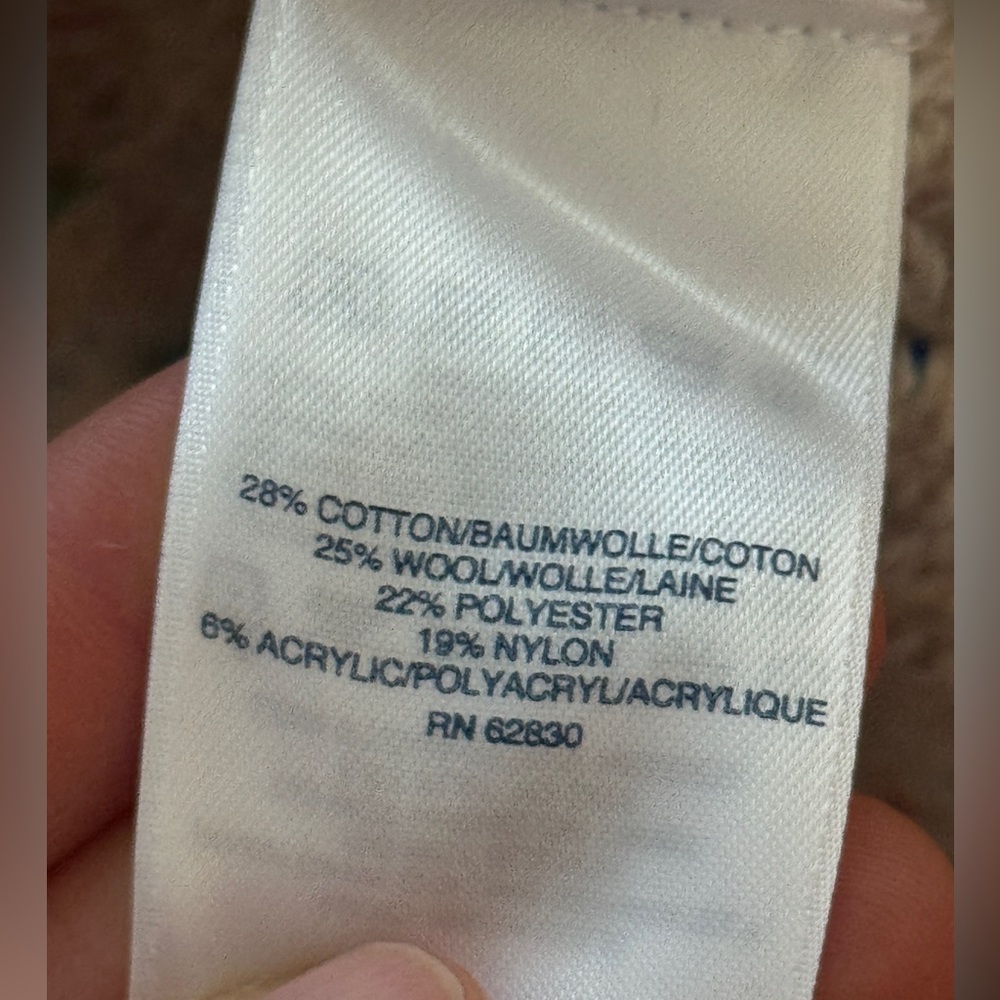 28% COTTON/BAUMWOLLE/COTON
25% WOOL/WOLLE/LAINE
22% POLYESTER
19% NYLON
6% ACRYLIC/POLYACRYL/ACRYLIQUE
RN 62830